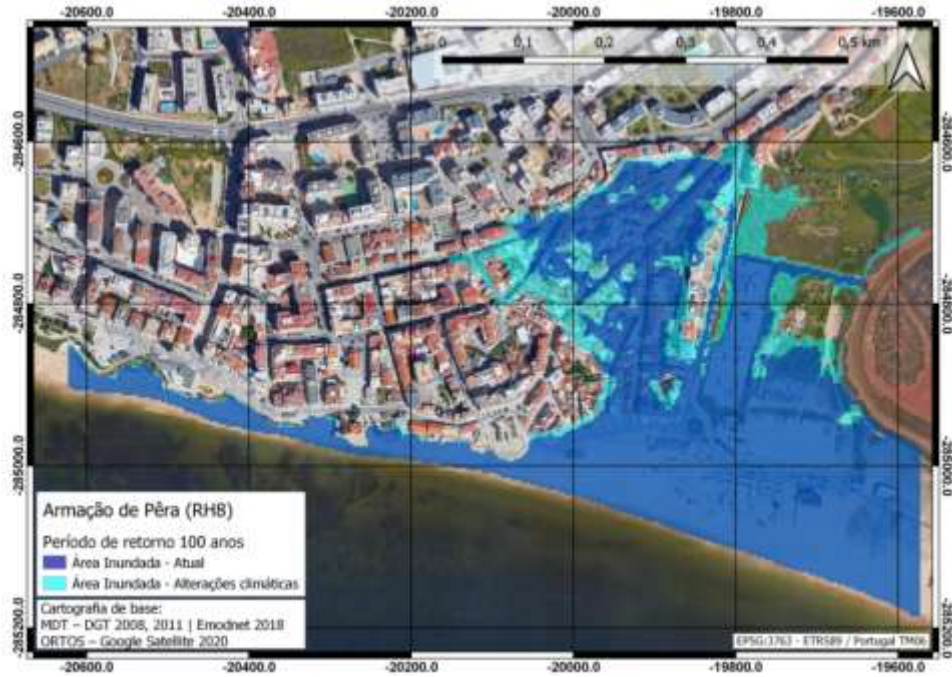 -20600.0 -20400.0 -20200.0 -20000.0 -19800.0 -19600.0
0 0,1 0,2 0,3 0,4 0,5 km
-284600.0 -284600.0
-284800.0 -284800.0
-285000.0 -285000.0
Armação de Pêra (RH8)
Período de retorno 100 anos
Área Inundada - Atual
Área Inundada - Alterações climáticas
Cartografia de base:
MDT – DGT 2008, 2011 | Emodnet 2018
ORTOS – Google Satellite 2020
EPSG:3763 - ETRS89 / Portugal TM06
-285200.0 -285200.0
-20600.0 -20400.0 -20200.0 -20000.0 -19800.0 -19600.0